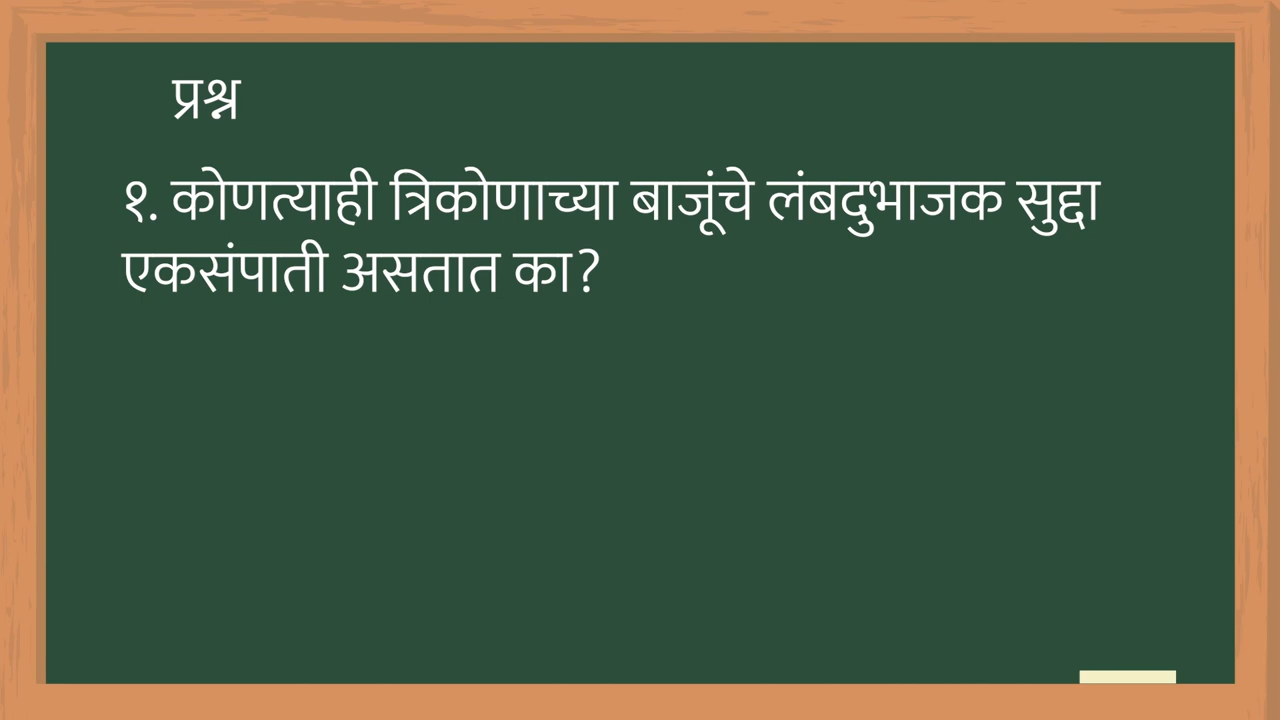 प्रश्न
१. कोणत्याही त्रिकोणाच्या बाजूंचे लंबदुभाजक सुद्दा
एकसंपाती असतात का?